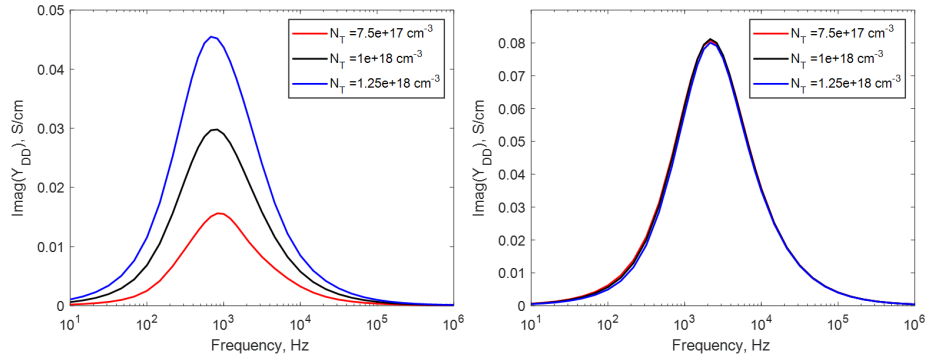 0.05
0.04
0.03
0.02
0.01
0
Imag(Y_DD), S/cm
N_T =7.5e+17 cm^-3
N_T =1e+18 cm^-3
N_T =1.25e+18 cm^-3
10^1 10^2 10^3 10^4 10^5 10^6
Frequency, Hz
0.08
0.07
0.06
0.05
0.04
0.03
0.02
0.01
0
Imag(Y_DD), S/cm
N_T =7.5e+17 cm^-3
N_T =1e+18 cm^-3
N_T =1.25e+18 cm^-3
10^1 10^2 10^3 10^4 10^5 10^6
Frequency, Hz